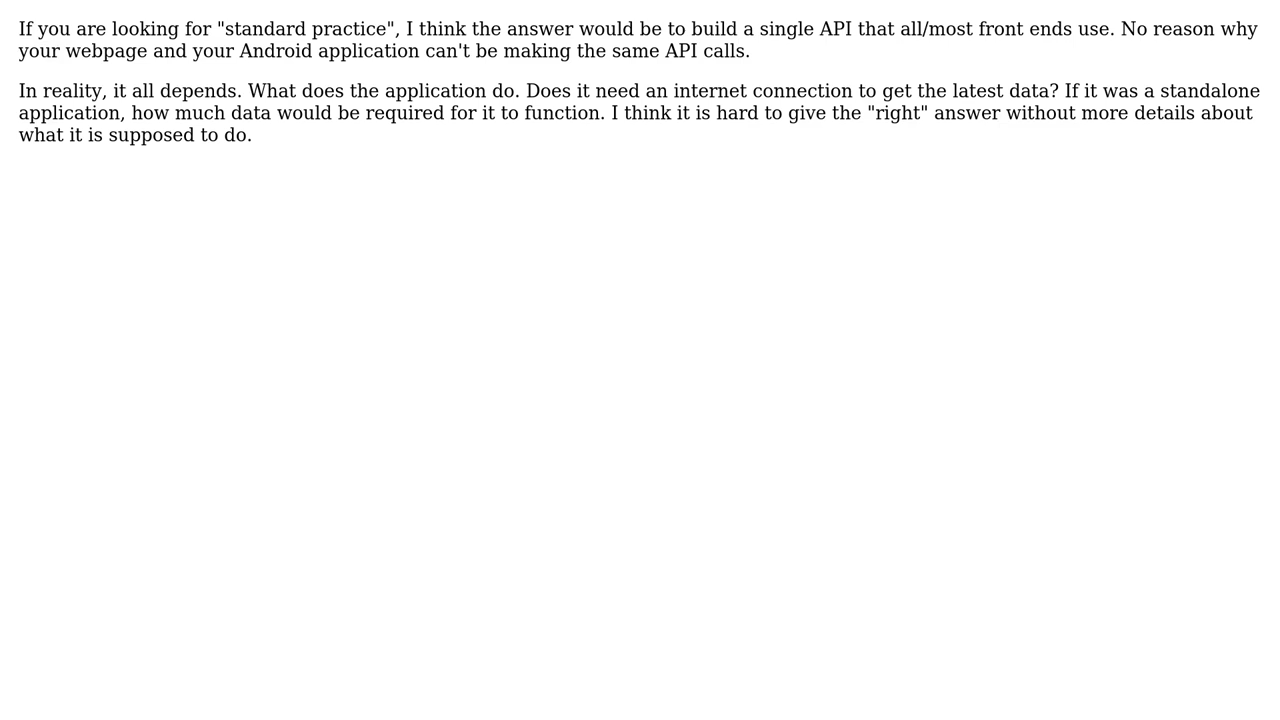 If you are looking for "standard practice", I think the answer would be to build a single API that all/most front ends use. No reason why
your webpage and your Android application can't be making the same API calls.
In reality, it all depends. What does the application do. Does it need an internet connection to get the latest data? If it was a standalone
application, how much data would be required for it to function. I think it is hard to give the "right" answer without more details about
what it is supposed to do.